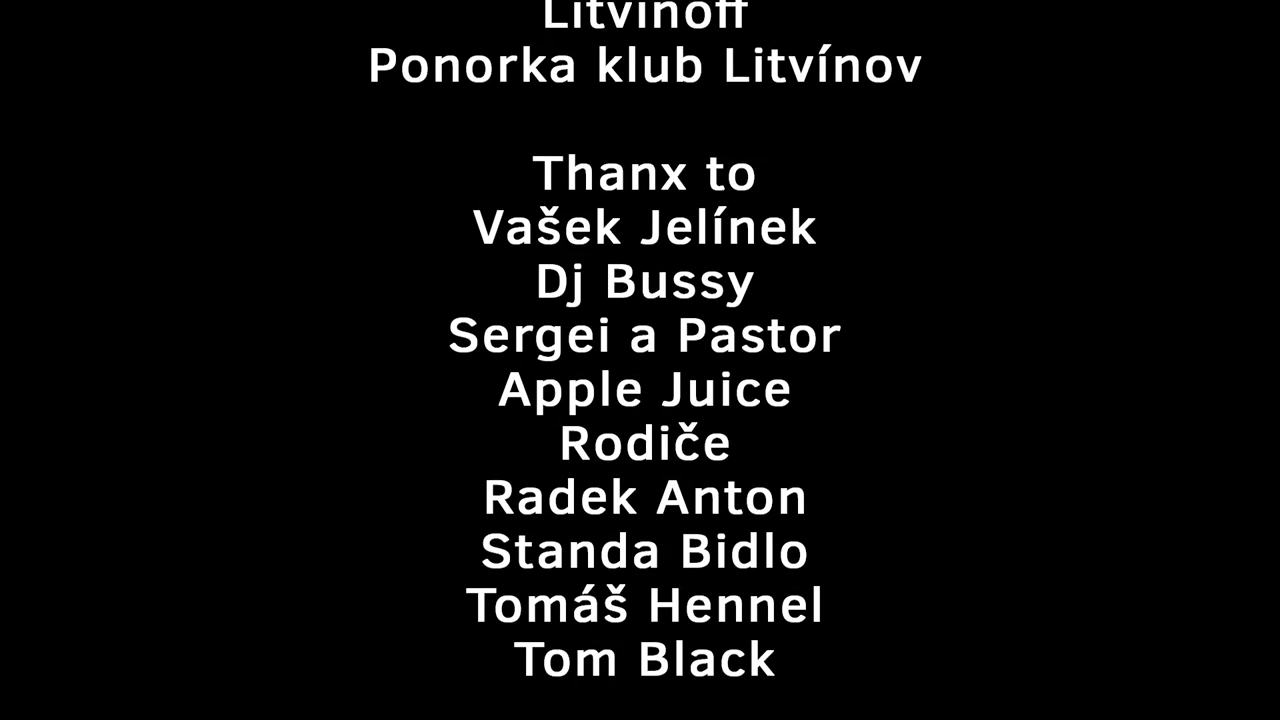 Litvínoff
Ponorka klub Litvínov
Thanx to
Vašek Jelínek
Dj Bussy
Sergei a Pastor
Apple Juice
Rodiče
Radek Anton
Standa Bidlo
Tomáš Hennel
Tom Black